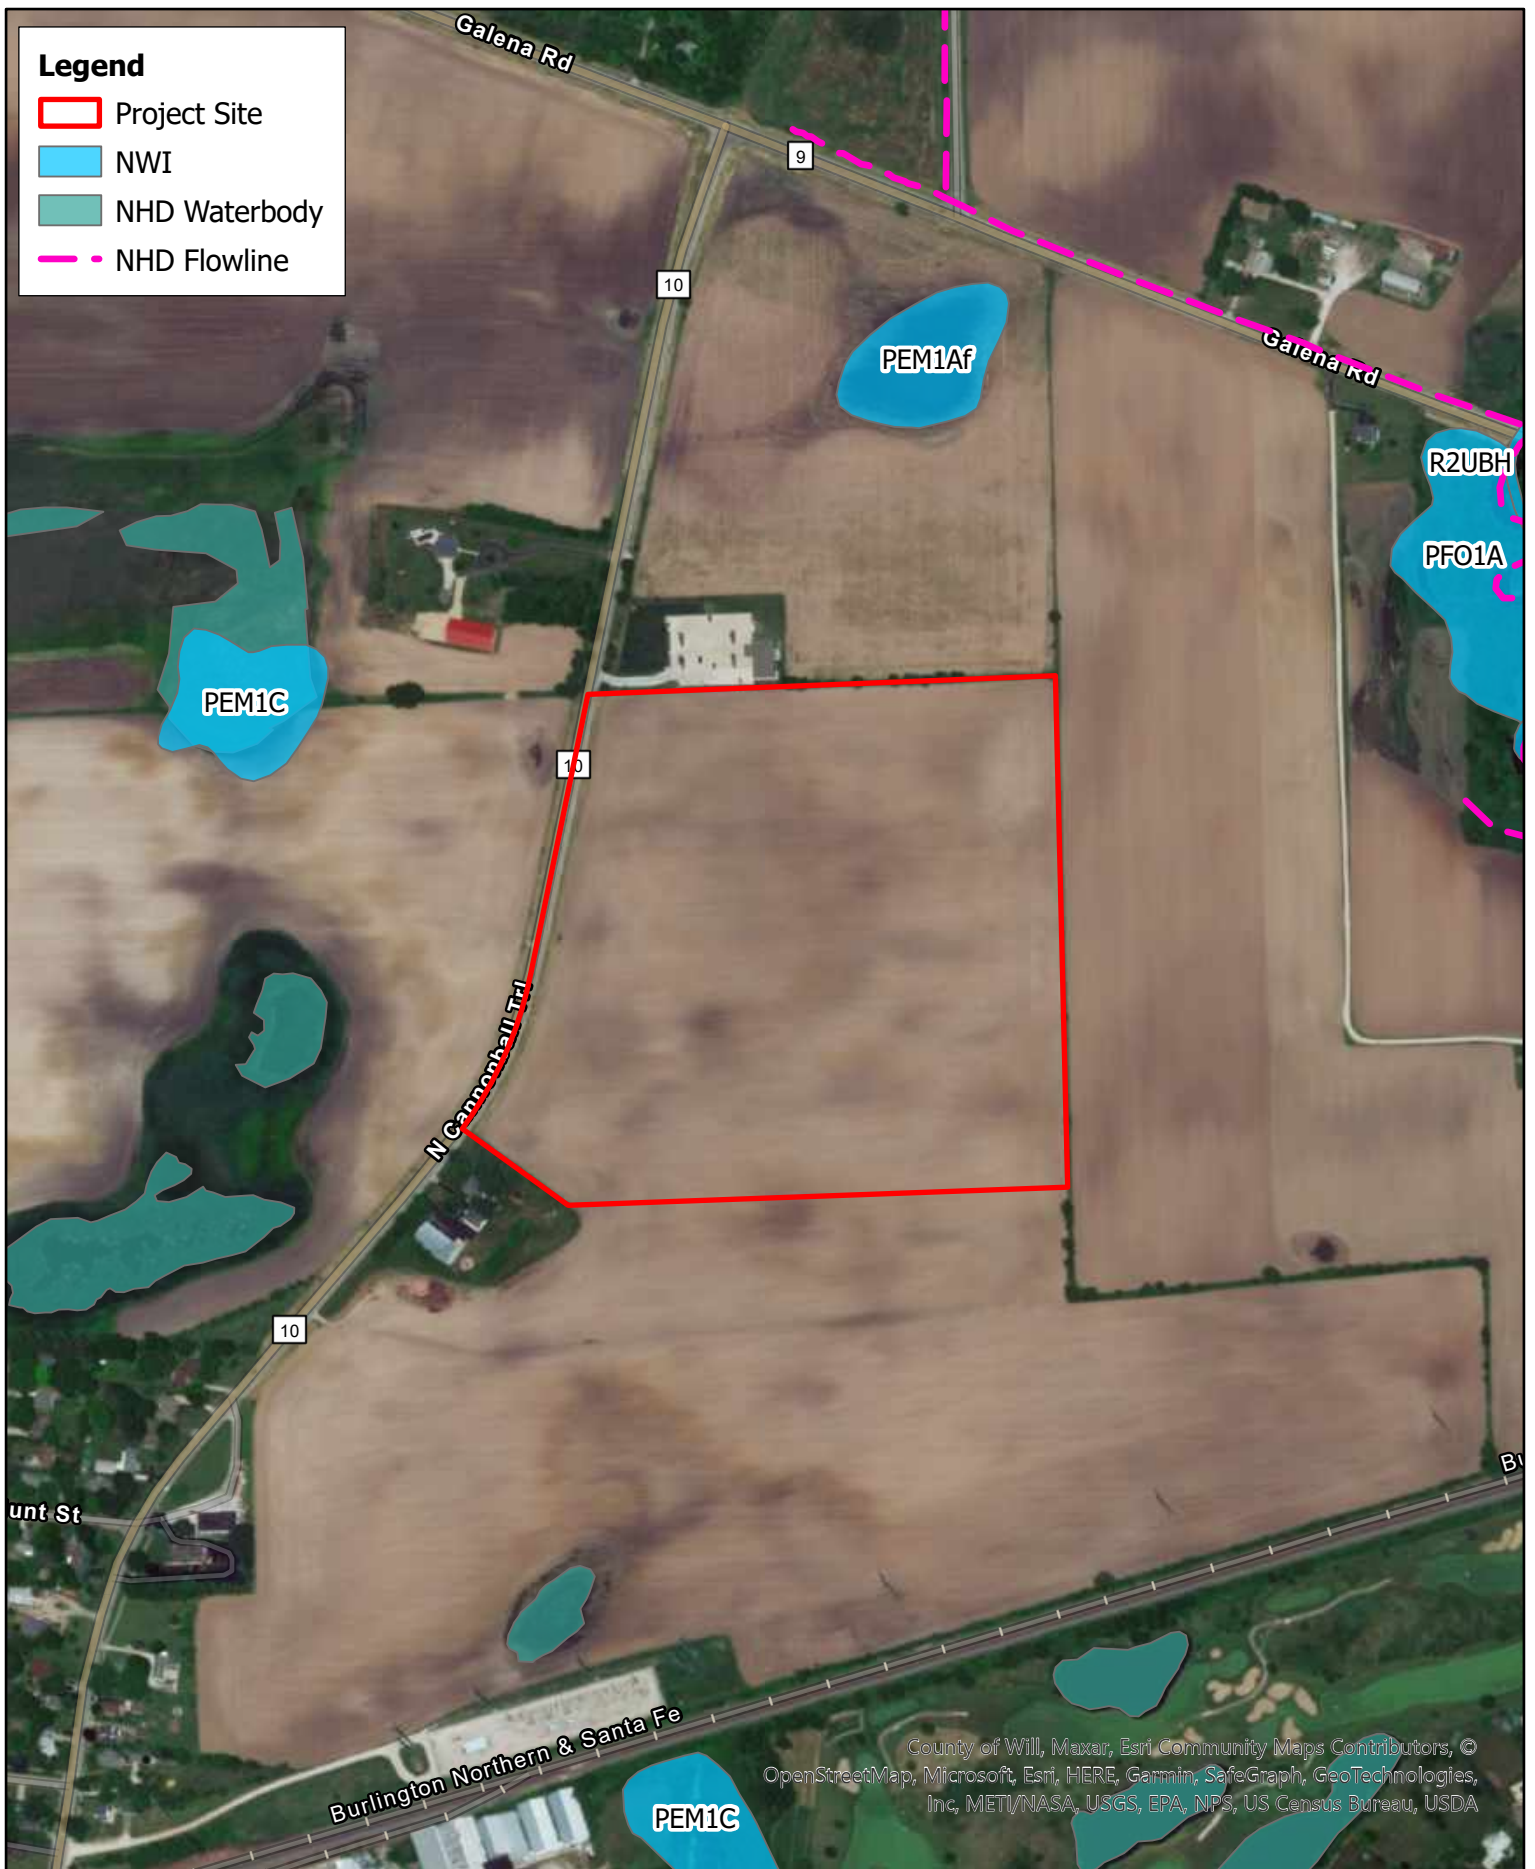 Legend
Project Site
NWI
NHD Waterbody
NHD Flowline
Galena Rd
9
10
PEM1Af
Galena Rd
R2UBH
PFO1A
PEM1C
10
N Cannonball Trl
10
unt St
Bu
Burlington Northern & Santa Fe
PEM1C
County of Will, Maxar, Esri Community Maps Contributors, ©
OpenStreetMap, Microsoft, Esri, HERE, Garmin, SafeGraph, GeoTechnologies,
Inc, METI/NASA, USGS, EPA, NPS, US Census Bureau, USDA